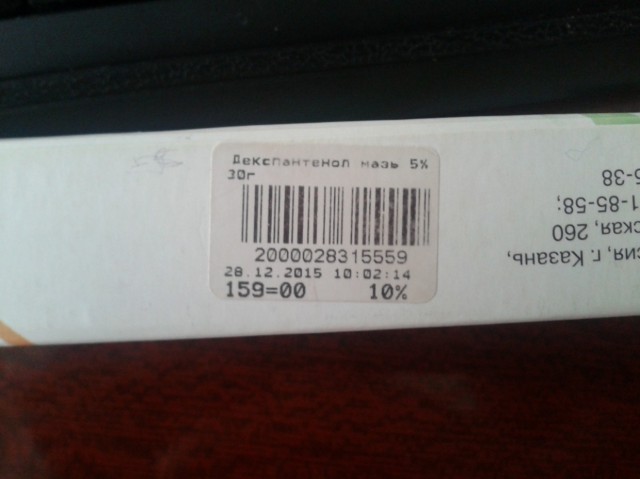 Декспантенол мазь 5%
30г
2000028315559
28.12.2015 10:02:14
159=00 10%
сия, г. Казань,
ская, 260
1-85-58;
5-38